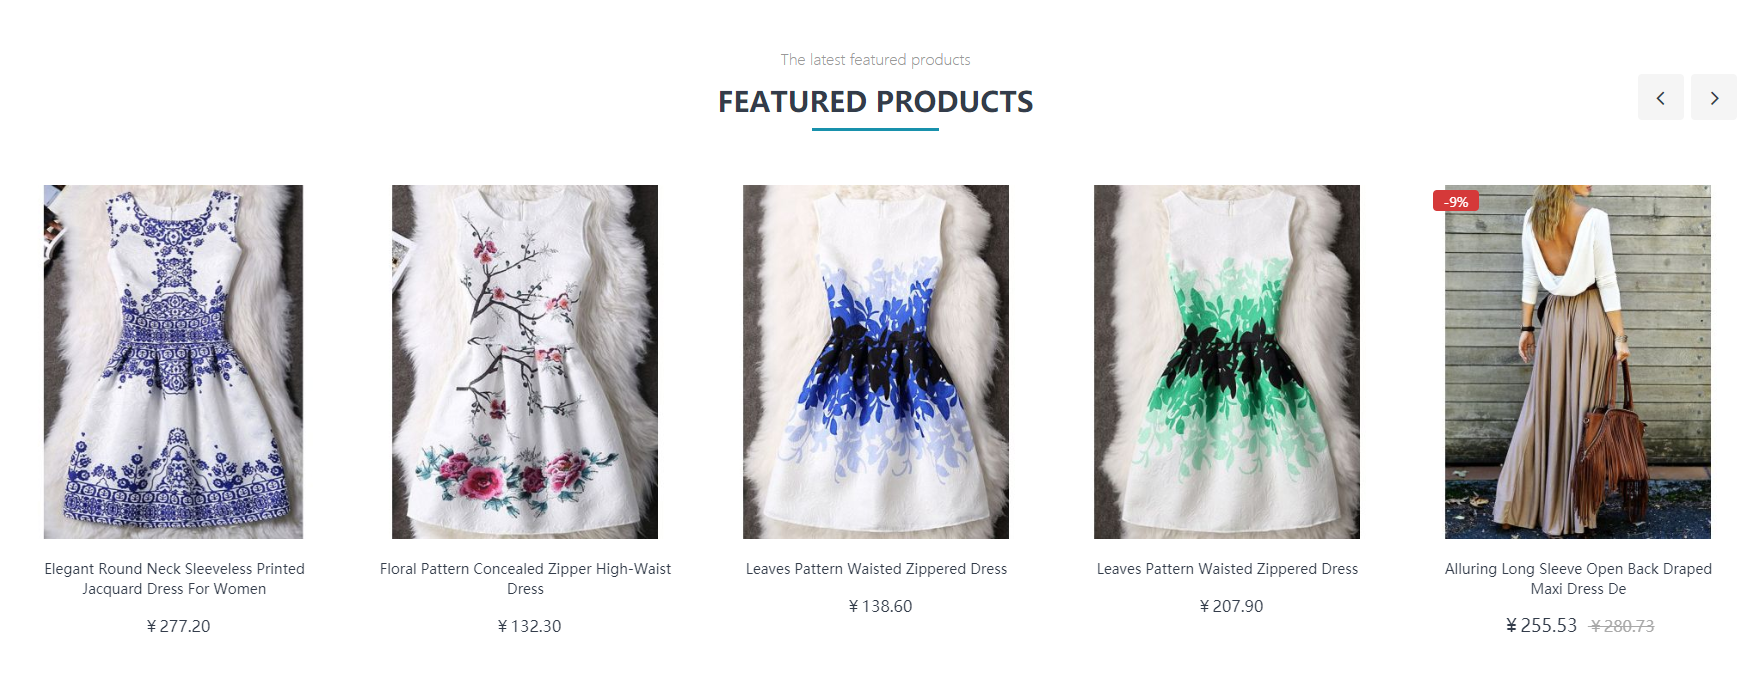 The latest featured products
FEATURED PRODUCTS
-9%
Elegant Round Neck Sleeveless Printed
Jacquard Dress For Women
¥ 277.20
Floral Pattern Concealed Zipper High-Waist
Dress
¥ 132.30
Leaves Pattern Waisted Zippered Dress
¥ 138.60
Leaves Pattern Waisted Zippered Dress
¥ 207.90
Alluring Long Sleeve Open Back Draped
Maxi Dress De
¥ 255.53 ¥ 280.73